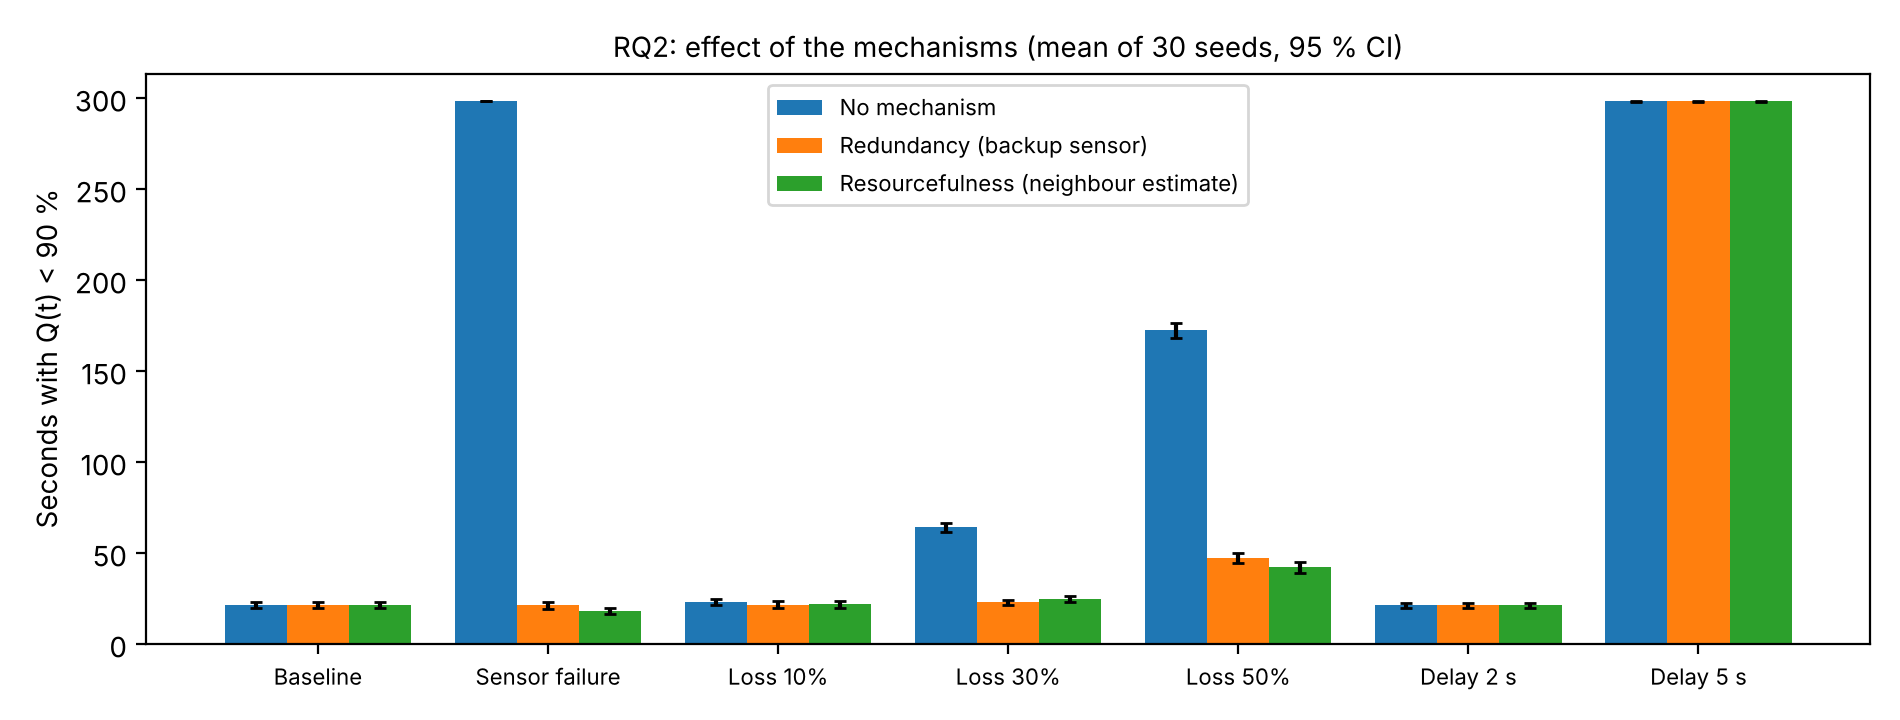 RQ2: effect of the mechanisms (mean of 30 seeds, 95 % CI)
Seconds with Q(t) < 90 %
300
250
200
150
100
50
0
No mechanism
Redundancy (backup sensor)
Resourcefulness (neighbour estimate)
Baseline
Sensor failure
Loss 10%
Loss 30%
Loss 50%
Delay 2 s
Delay 5 s